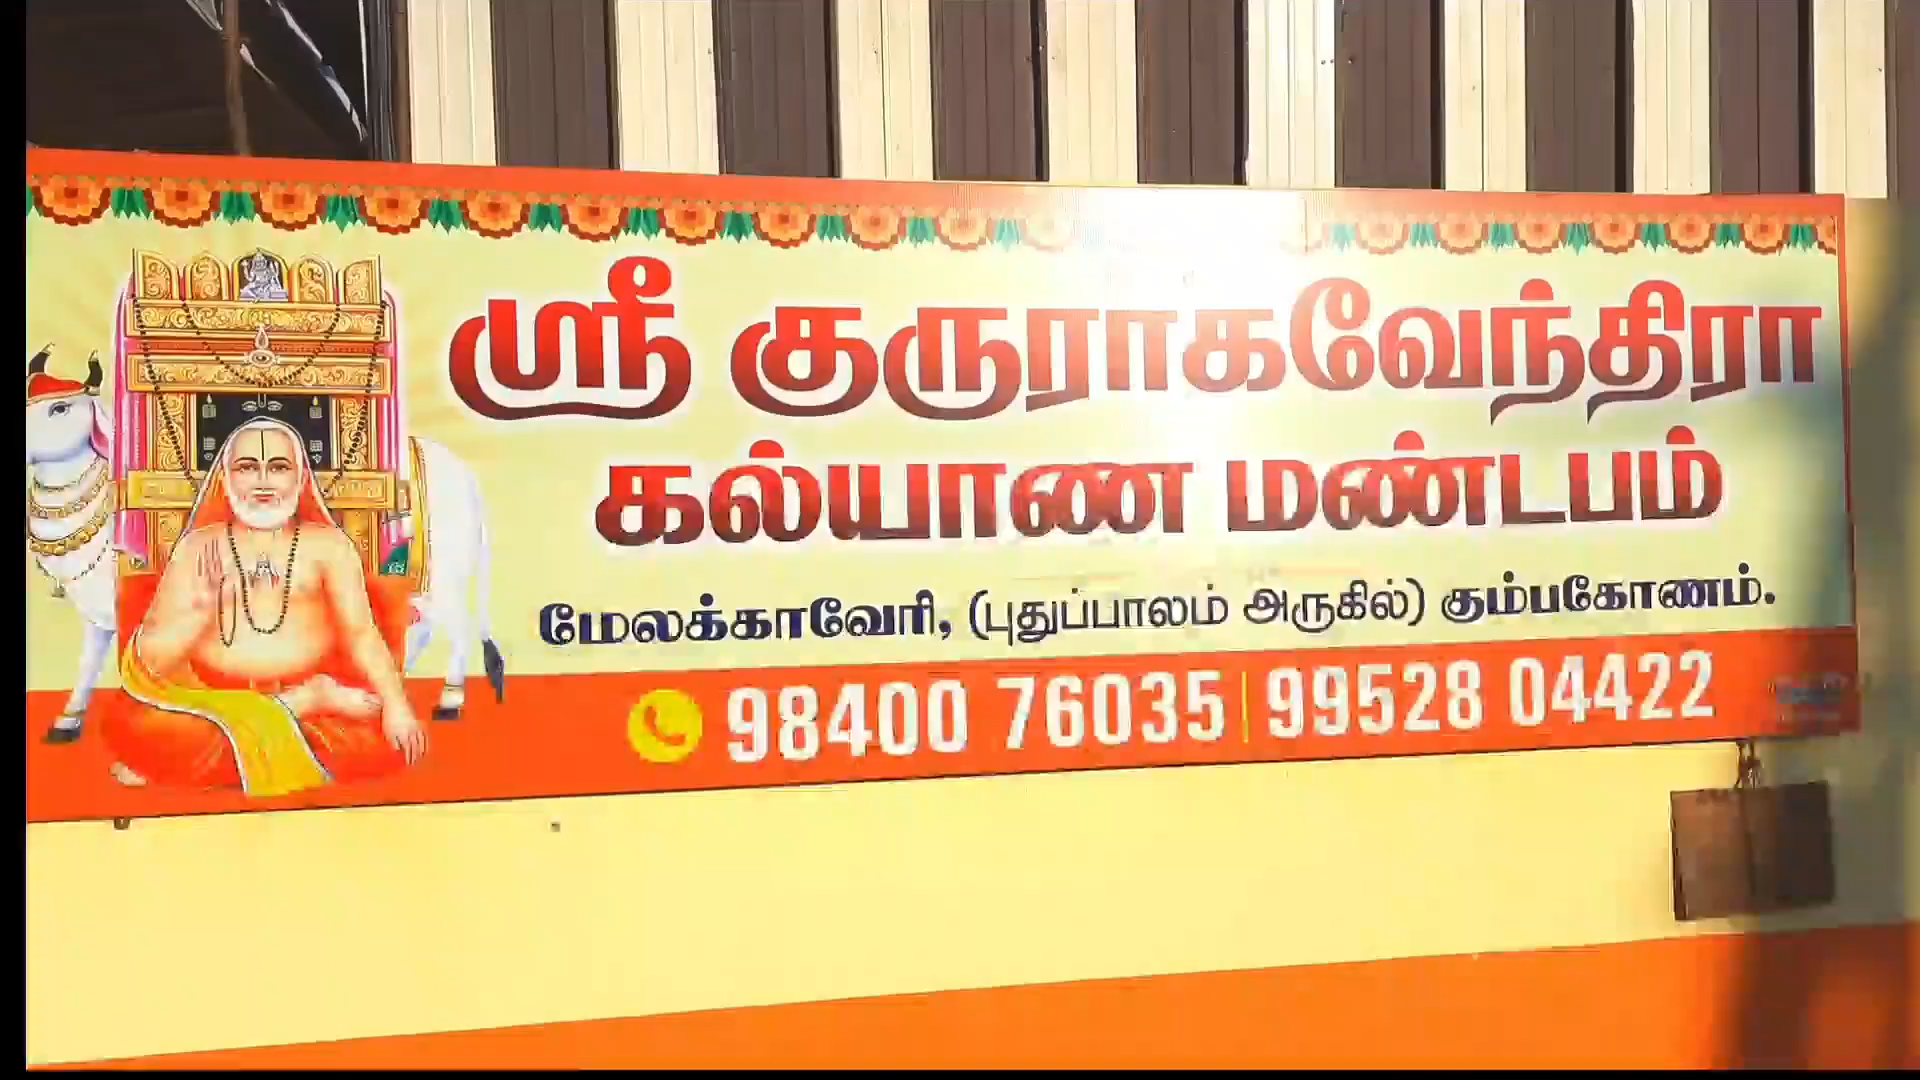 ஸ்ரீ குருராகவேந்திரா
கல்யாண மண்டபம்
மேலக்காவேரி, (புதுப்பாலம் அருகில்) கும்பகோணம்.
98400 76035 | 99528 04422